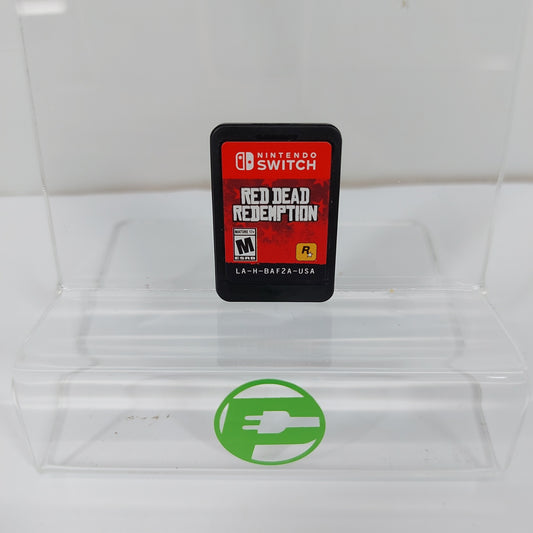 NINTENDO
SWITCH
RED DEAD
REDEMPTION
MATURE 17+
M
ESRB
R
LA-H-BAF2A-USA